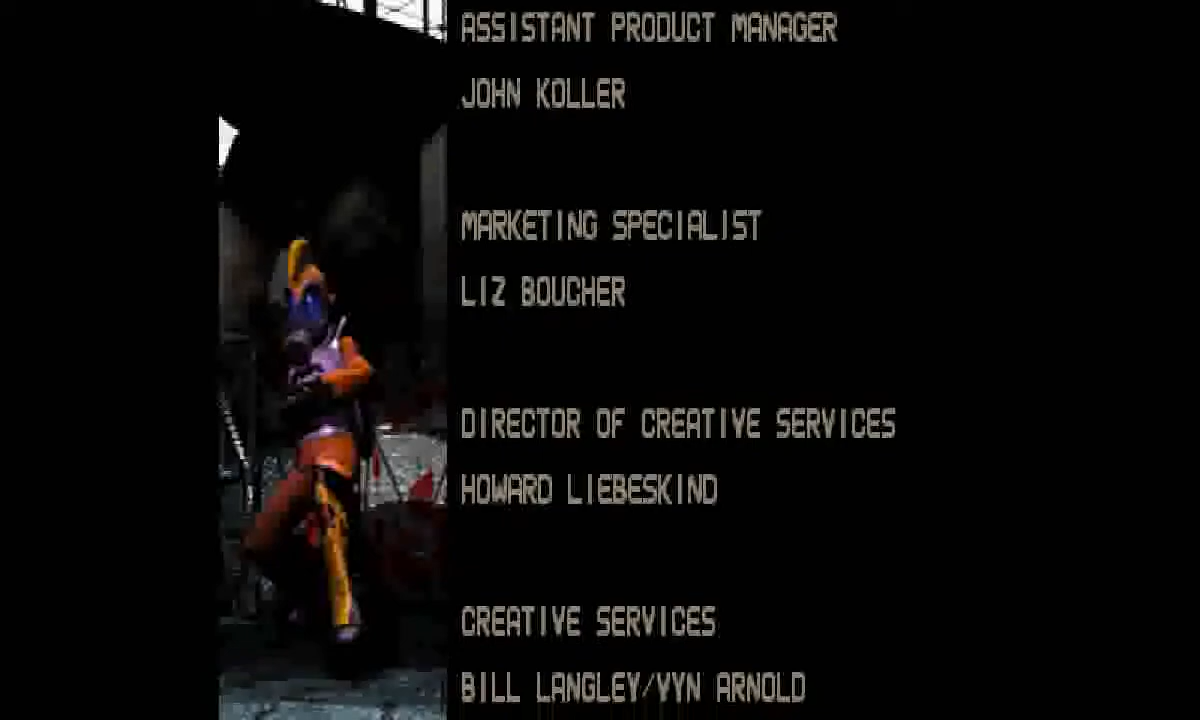 ASSISTANT PRODUCT MANAGER
JOHN KOLLER
MARKETING SPECIALIST
LIZ BOUCHER
DIRECTOR OF CREATIVE SERVICES
HOWARD LIEBESKIND
CREATIVE SERVICES
BILL LANGLEY/VYN ARNOLD